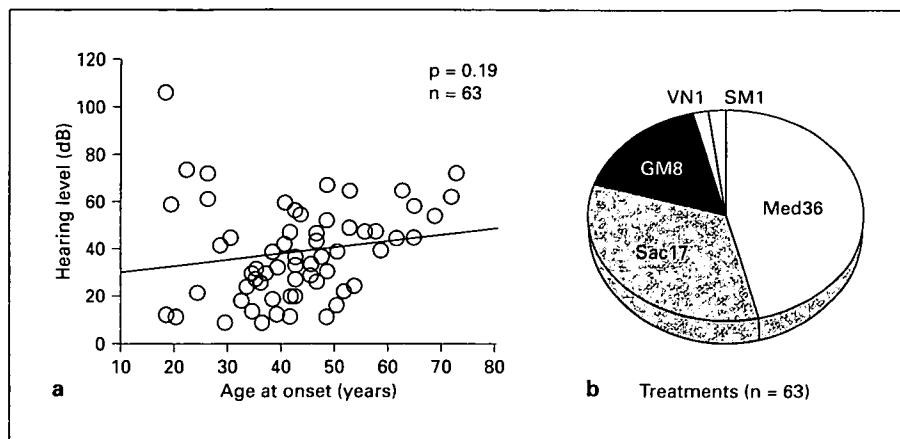 120
100
80
60
40
20
0
Hearing level (dB)
p = 0.19
n = 63
10 20 30 40 50 60 70 80
a
Age at onset (years)
VN1
SM1
GM8
Med36
Sac17
b
Treatments (n = 63)